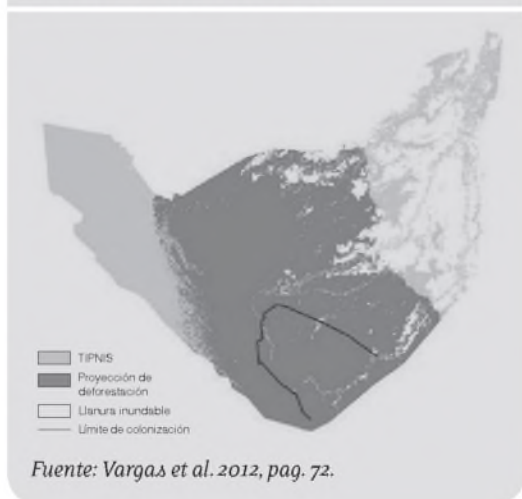 TIPNIS
Proyección de
deforestación
Llanura inundable
Límite de colonización
Fuente: Vargas et al. 2012, pag. 72.